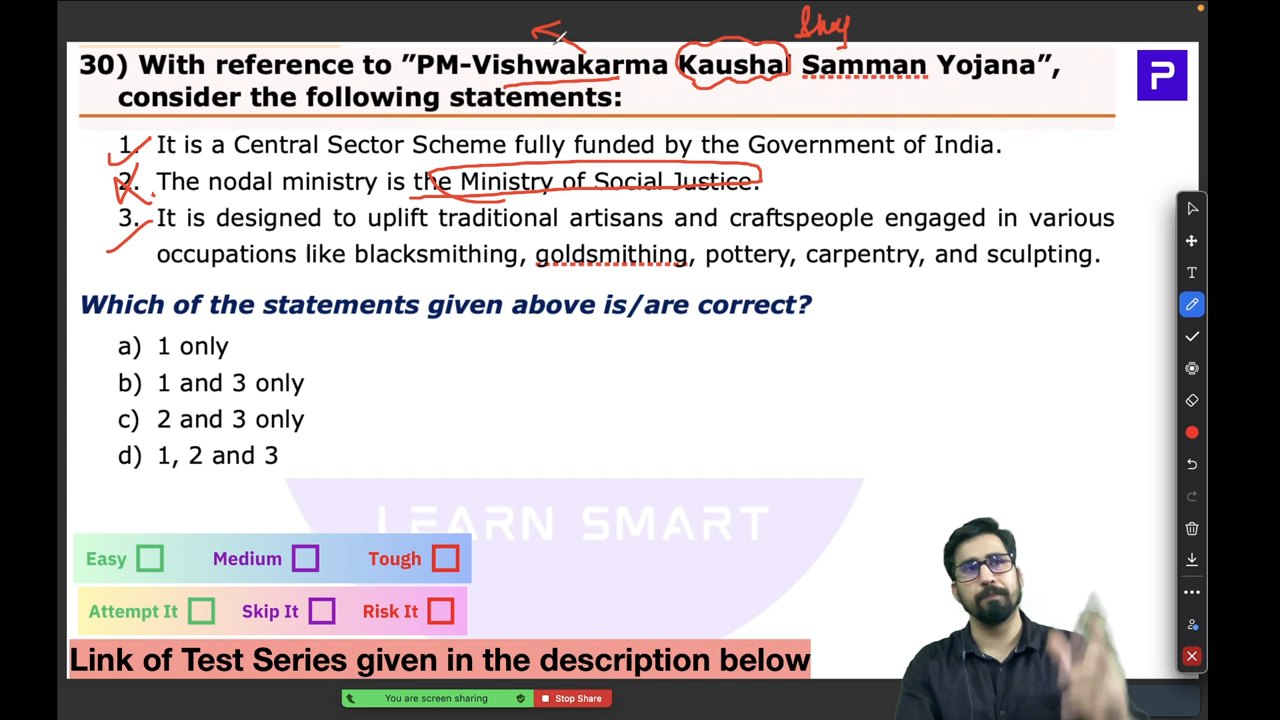 30) With reference to ”PM-Vishwakarma Kaushal Samman Yojana”,
consider the following statements:
1. It is a Central Sector Scheme fully funded by the Government of India.
2. The nodal ministry is the Ministry of Social Justice.
3. It is designed to uplift traditional artisans and craftspeople engaged in various
occupations like blacksmithing, goldsmithing, pottery, carpentry, and sculpting.
Which of the statements given above is/are correct?
a) 1 only
b) 1 and 3 only
c) 2 and 3 only
d) 1, 2 and 3
LEARN SMART
Easy Medium Tough
Attempt It Skip It Risk It
Link of Test Series given in the description below
You are screen sharing Stop Share